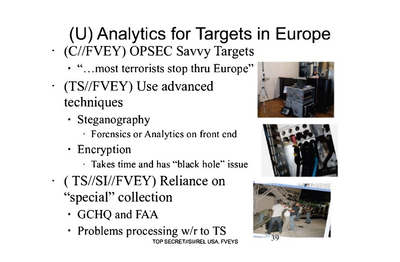 (U) Analytics for Targets in Europe
· (C//FVEY) OPSEC Savvy Targets
• "…most terrorists stop thru Europe"
· (TS//FVEY) Use advanced
techniques
• Steganography
· Forensics or Analytics on front end
• Encryption
· Takes time and has "black hole" issue
· ( TS//SI//FVEY) Reliance on
"special" collection
• GCHQ and FAA
• Problems processing w/r to TS
TOP SECRET//SI//REL USA, FVEYS
39